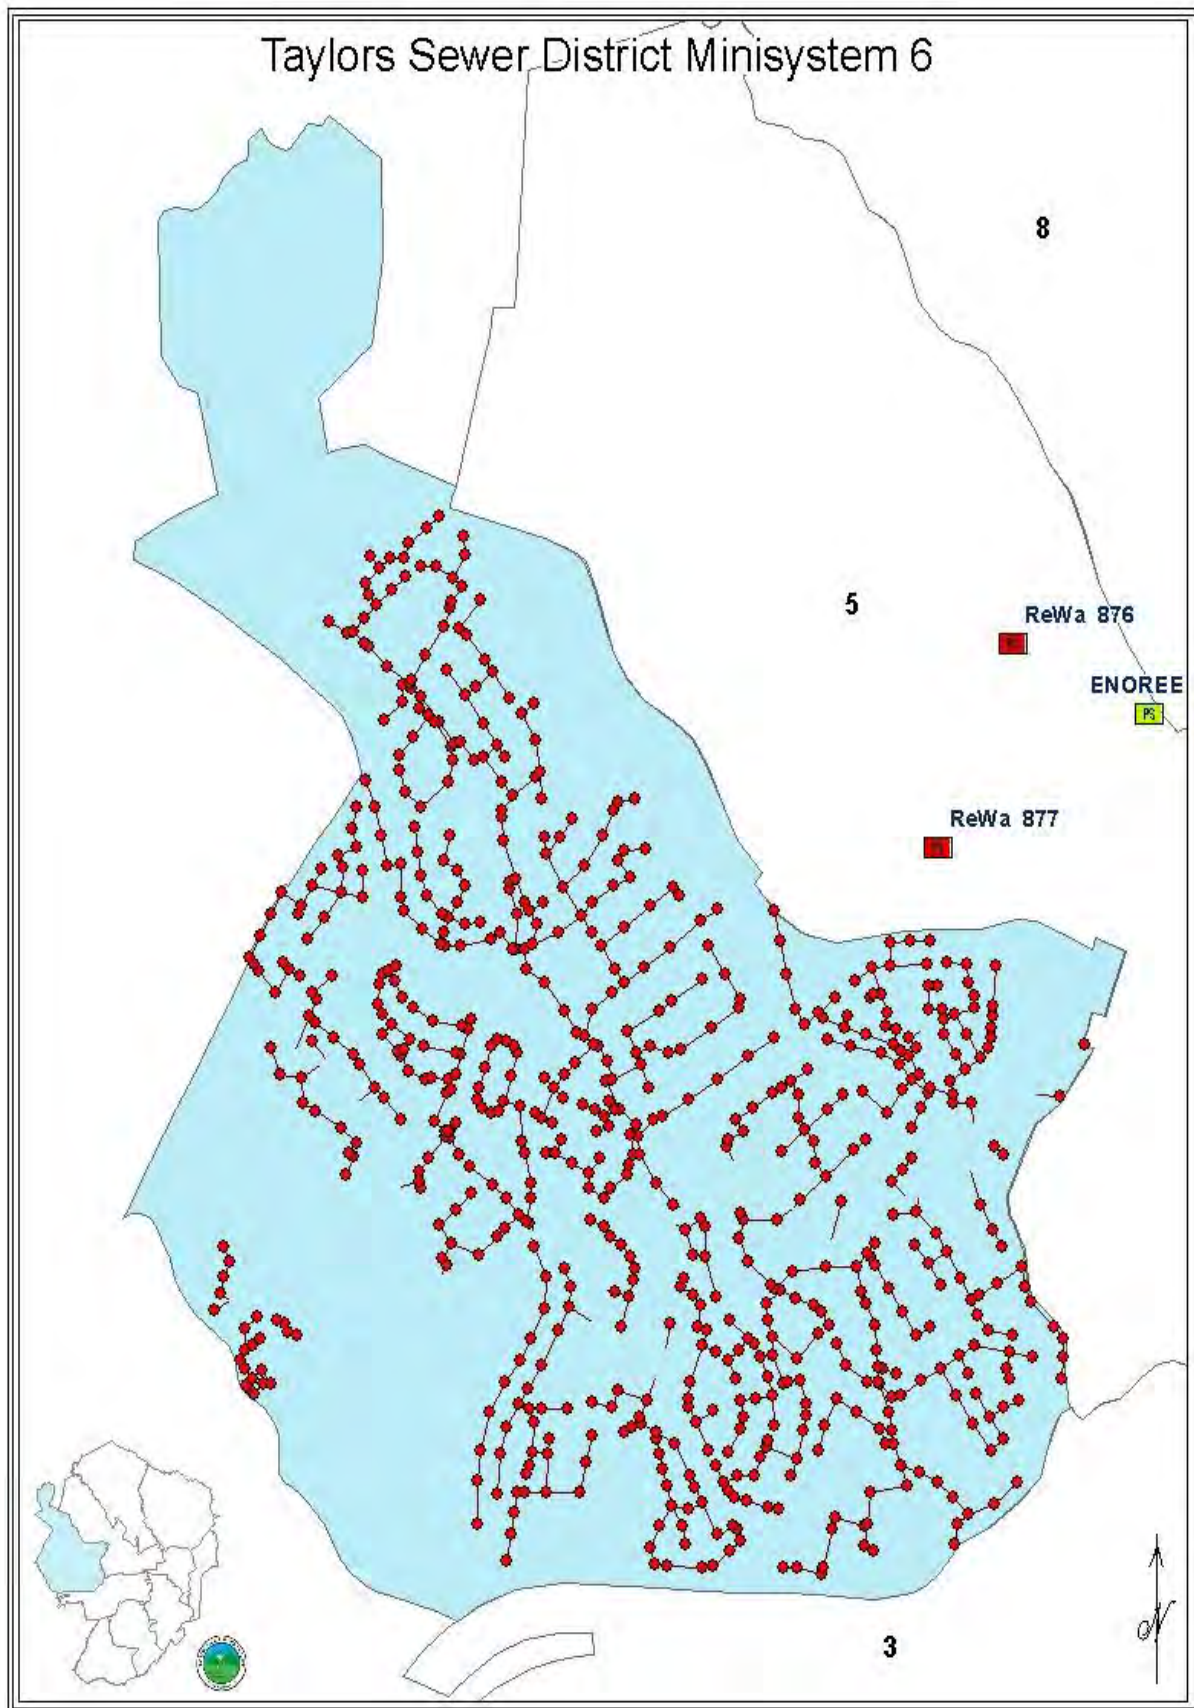 Taylors Sewer District Minisystem 6
8
5
ReWa 876
ENOREE
PS
ReWa 877
3
N